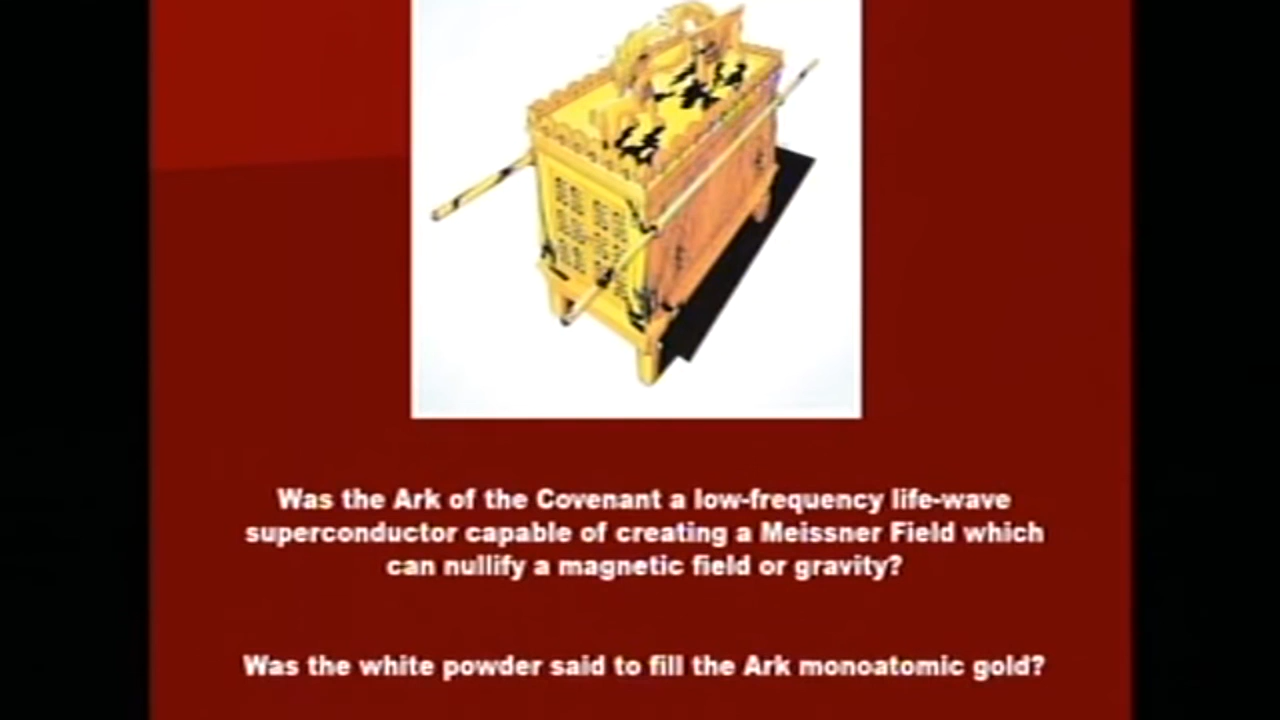 Was the Ark of the Covenant a low-frequency life-wave
superconductor capable of creating a Meissner Field which
can nullify a magnetic field or gravity?
Was the white powder said to fill the Ark monoatomic gold?